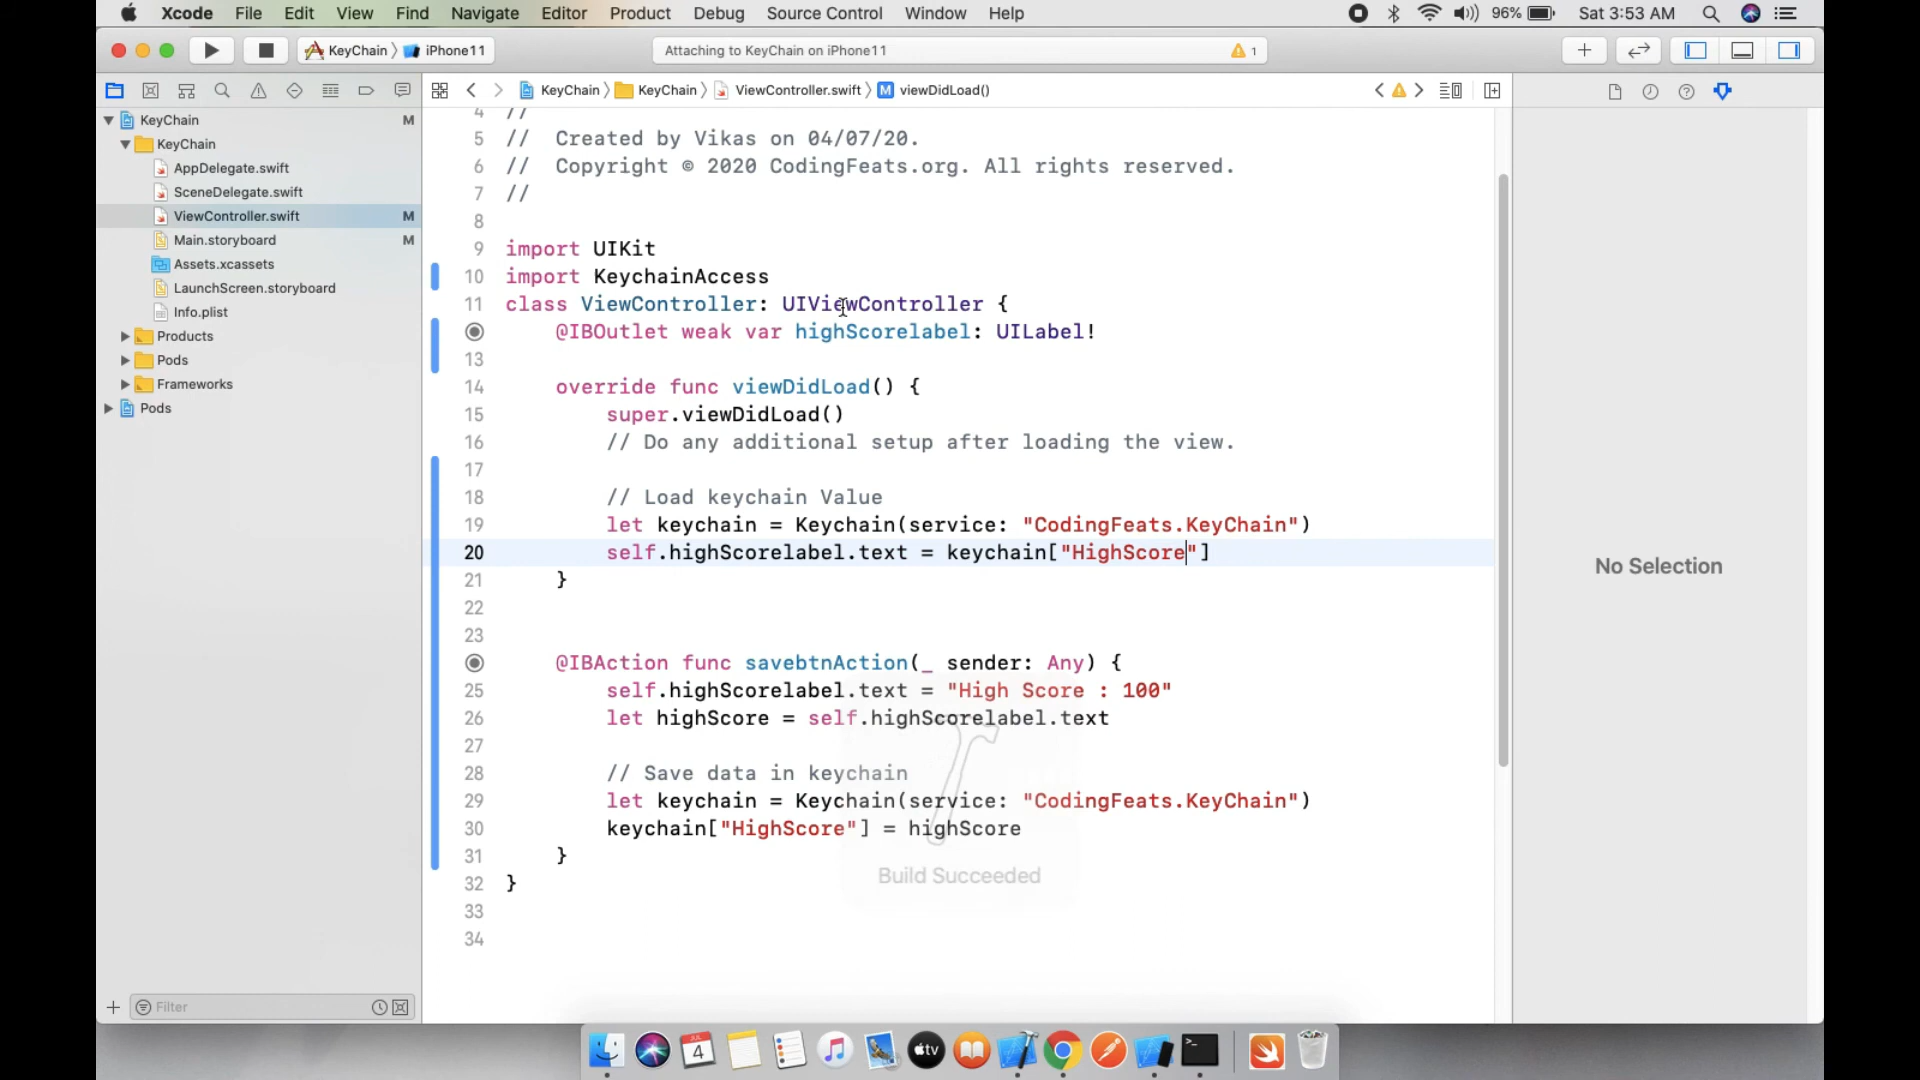 Xcode File Edit View Find Navigate Editor Product Debug Source Control Window Help 96% Sat 3:53 AM
KeyChain iPhone11 Attaching to KeyChain on iPhone11 1
KeyChain KeyChain ViewController.swift M viewDidLoad()
KeyChain M
KeyChain
AppDelegate.swift
SceneDelegate.swift
ViewController.swift M
Main.storyboard M
Assets.xcassets
LaunchScreen.storyboard
Info.plist
Products
Pods
Frameworks
Pods
Filter
4 //
5 // Created by Vikas on 04/07/20.
6 // Copyright © 2020 CodingFeats.org. All rights reserved.
7 //
8
9 import UIKit
10 import KeychainAccess
11 class ViewController: UIViewController {
@IBOutlet weak var highScorelabel: UILabel!
13
14 override func viewDidLoad() {
15 super.viewDidLoad()
16 // Do any additional setup after loading the view.
17
18 // Load keychain Value
19 let keychain = Keychain(service: "CodingFeats.KeyChain")
20 self.highScorelabel.text = keychain["HighScore"]
21 }
22
23
@IBAction func savebtnAction(_ sender: Any) {
25 self.highScorelabel.text = "High Score : 100"
26 let highScore = self.highScorelabel.text
27
28 // Save data in keychain
29 let keychain = Keychain(service: "CodingFeats.KeyChain")
30 keychain["HighScore"] = highScore
31 }
32 }
33
34
Build Succeeded
No Selection
JUL
4
tv